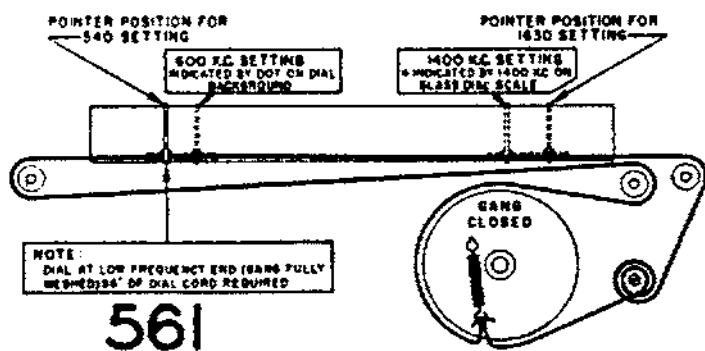 POINTER POSITION FOR
540 SETTING
POINTER POSITION FOR
1630 SETTING
600 K.C. SETTING
INDICATED BY DOT ON DIAL
BACKGROUND
1400 K.C. SETTING
INDICATED BY 1400 KC ON
GLASS DISC SCALE
GANG
CLOSED
NOTE:
DIAL AT LOW FREQUENCY END (GANG FULLY
MESHED) OF DIAL CORD REQUIRED
561